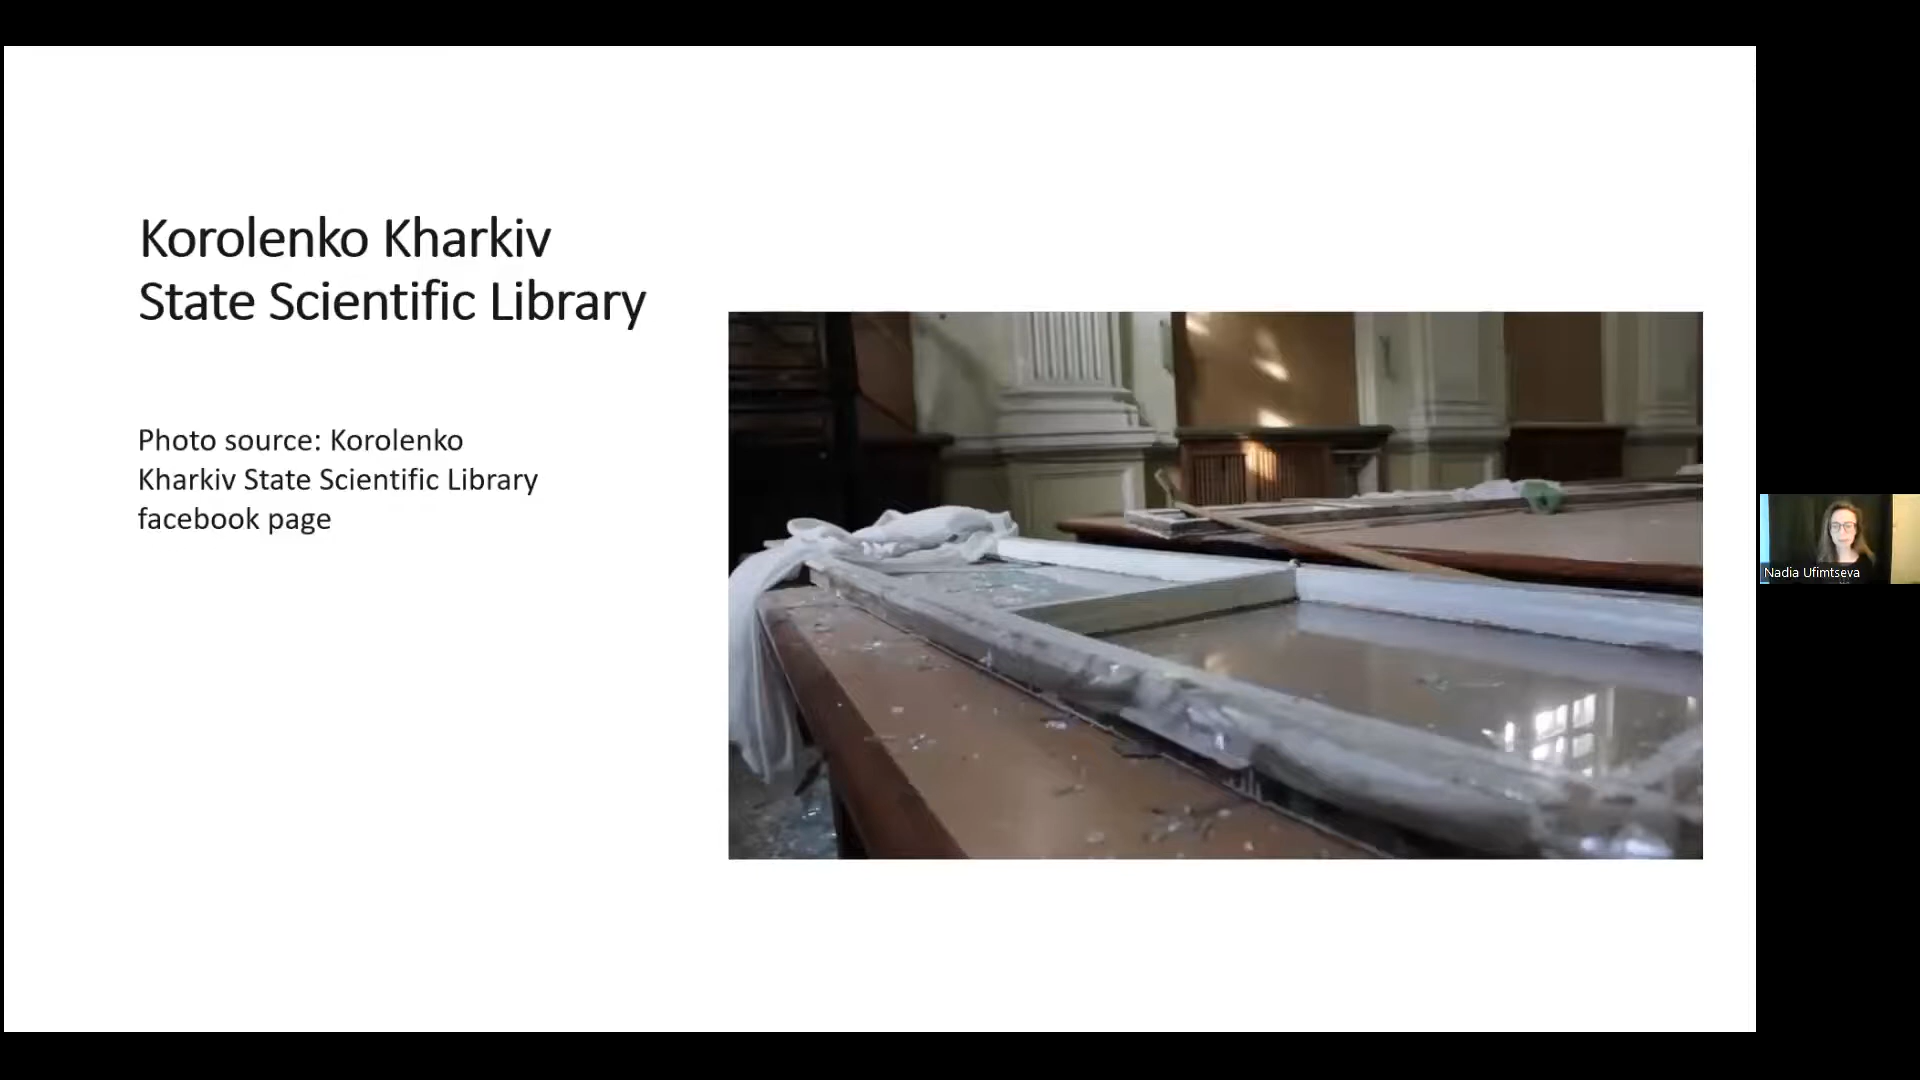 Korolenko Kharkiv
State Scientific Library
Photo source: Korolenko
Kharkiv State Scientific Library
facebook page
Nadia Ufimtseva